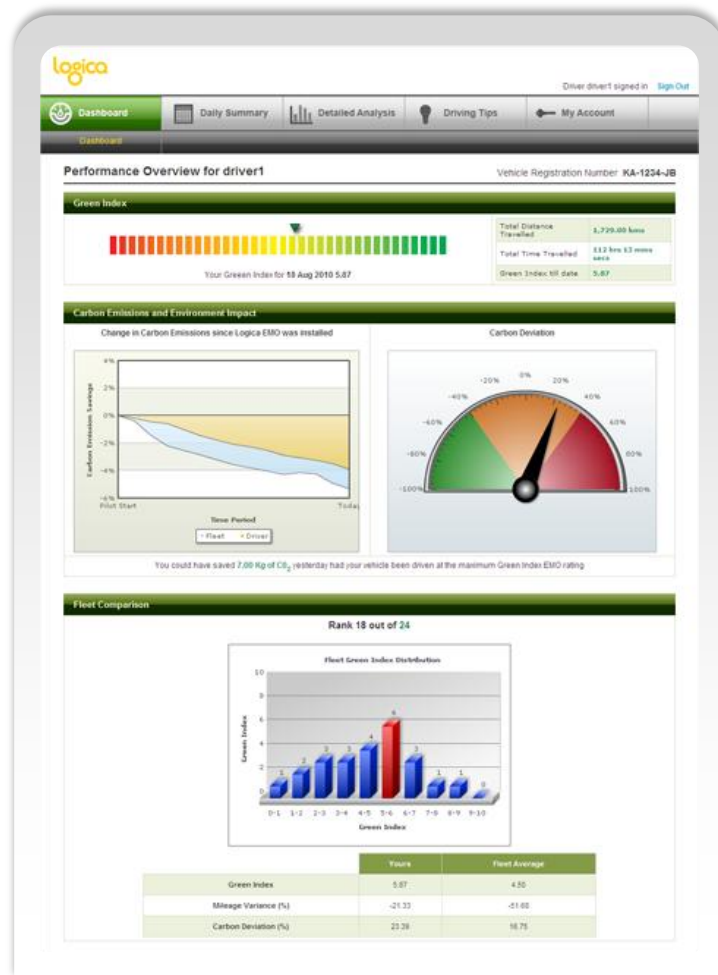 logica
Driver driver1 signed in Sign Out
Dashboard Daily Summary Detailed Analysis Driving Tips My Account
Dashboard
Performance Overview for driver1 Vehicle Registration Number KA-1234-JB
Green Index
Total Distance Travelled 1,729.00 kms
Total Time Travelled 112 hrs 13 mins secs
Green Index till date 5.87
Your Green Index for 18 Aug 2010 5.87
Carbon Emissions and Environment Impact
Change in Carbon Emissions since Logica EMO was installed
Carbon Deviation
4%
2%
0%
-2%
-4%
-6%
Carbon Emission Savings
Pilot Start Today
Time Period
Fleet Driver
-100% -80% -60% -40% -20% 0% 20% 40% 60% 80% 100%
You could have saved 7.00 Kg of CO2 yesterday had your vehicle been driven at the maximum Green Index EMO rating
Fleet Comparison
Rank 18 out of 24
Fleet Green Index Distribution
10
8
6
4
2
0
Green Index
1 2 3 3 4 6 3 1 1 0
0-1 1-2 2-3 3-4 4-5 5-6 6-7 7-8 8-9 9-10
Green Index
Yours Fleet Average
Green Index 5.87 4.50
Mileage Variance (%) -21.33 -51.60
Carbon Deviation (%) 23.39 16.75